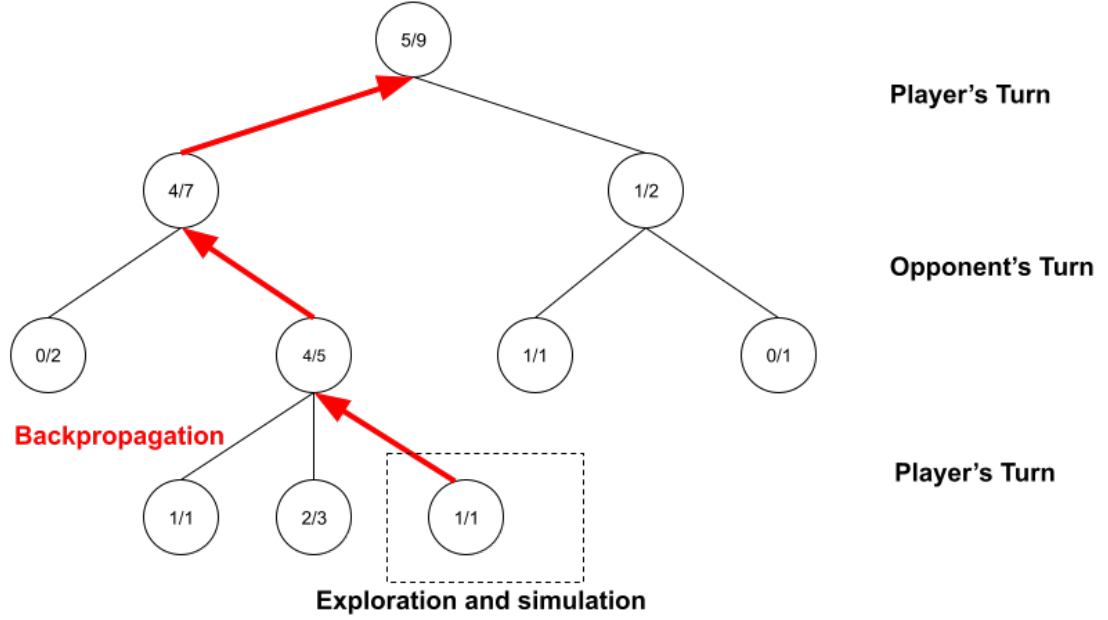 5/9
Player’s Turn
4/7
1/2
Opponent’s Turn
0/2
4/5
1/1
0/1
Backpropagation
Player’s Turn
1/1
2/3
1/1
Exploration and simulation